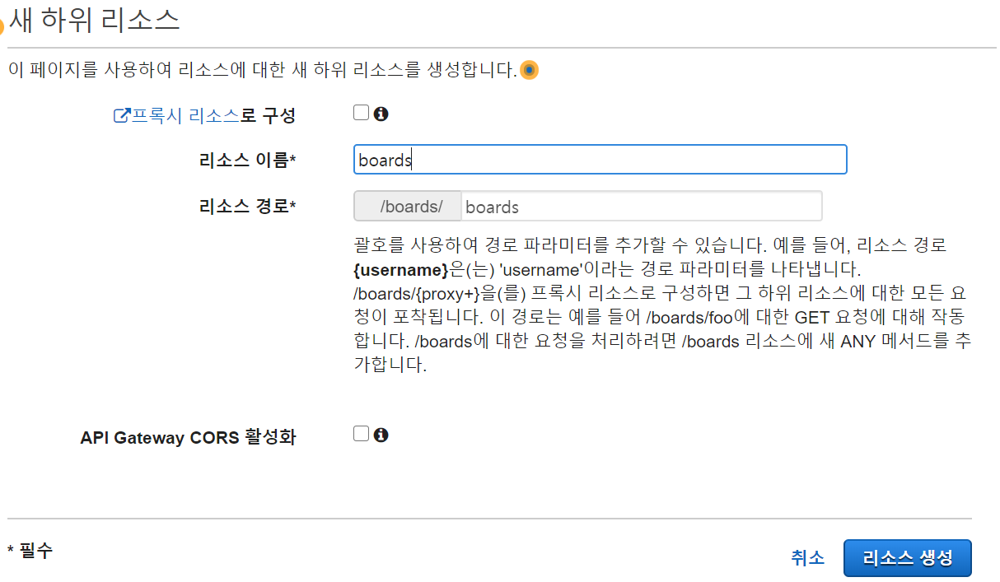 새 하위 리소스
이 페이지를 사용하여 리소스에 대한 새 하위 리소스를 생성합니다.
프록시 리소스로 구성
리소스 이름* boards
리소스 경로* /boards/ boards
괄호를 사용하여 경로 파라미터를 추가할 수 있습니다. 예를 들어, 리소스 경로
{username}은(는) 'username'이라는 경로 파라미터를 나타냅니다.
/boards/{proxy+}을(를) 프록시 리소스로 구성하면 그 하위 리소스에 대한 모든 요
청이 포착됩니다. 이 경로는 예를 들어 /boards/foo에 대한 GET 요청에 대해 작동
합니다. /boards에 대한 요청을 처리하려면 /boards 리소스에 새 ANY 메서드를 추
가합니다.
API Gateway CORS 활성화
* 필수
취소 리소스 생성